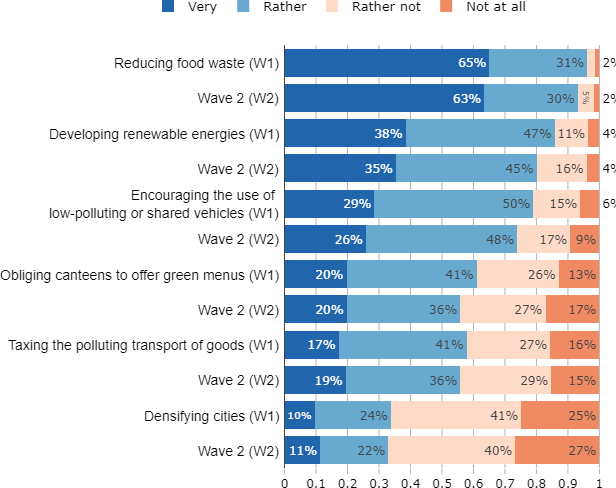 Very Rather Rather not Not at all
Reducing food waste (W1) 65% 31% 2%
Wave 2 (W2) 63% 30% 5% 2%
Developing renewable energies (W1) 38% 47% 11% 4%
Wave 2 (W2) 35% 45% 16% 4%
Encouraging the use of
low-polluting or shared vehicles (W1) 29% 50% 15% 6%
Wave 2 (W2) 26% 48% 17% 9%
Obliging canteens to offer green menus (W1) 20% 41% 26% 13%
Wave 2 (W2) 20% 36% 27% 17%
Taxing the polluting transport of goods (W1) 17% 41% 27% 16%
Wave 2 (W2) 19% 36% 29% 15%
Densifying cities (W1) 10% 24% 41% 25%
Wave 2 (W2) 11% 22% 40% 27%
0 0.1 0.2 0.3 0.4 0.5 0.6 0.7 0.8 0.9 1